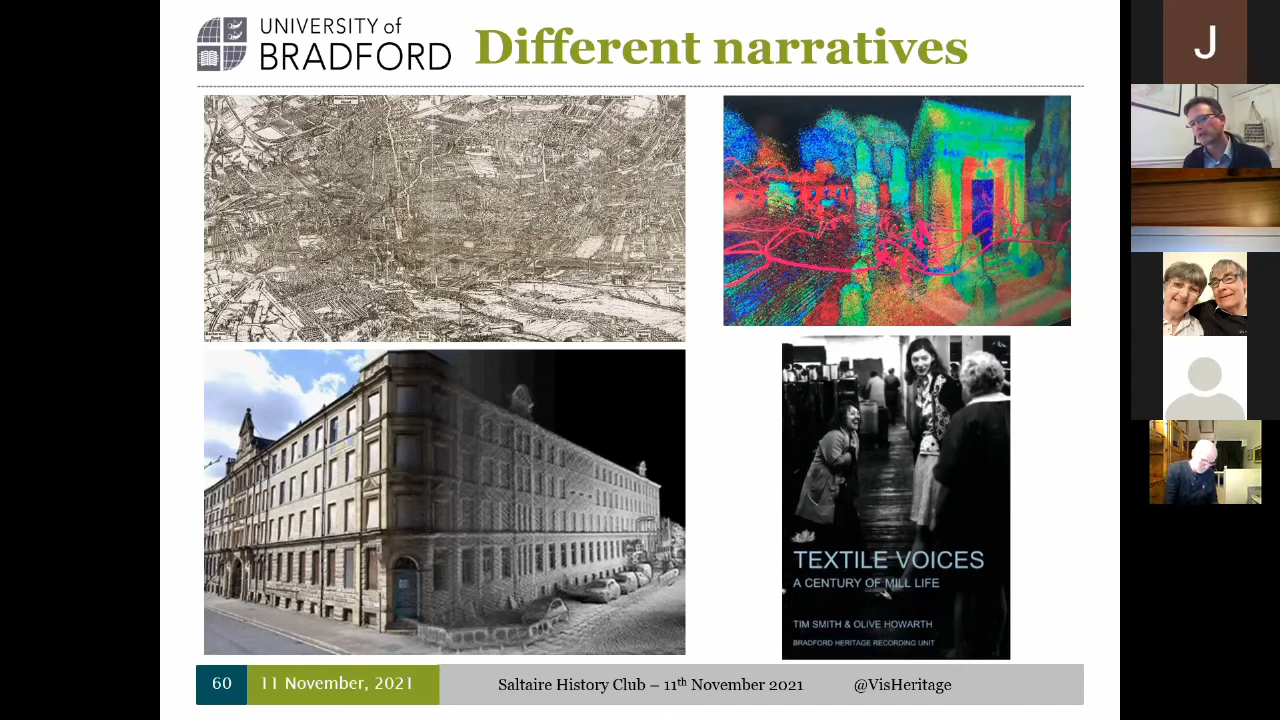 UNIVERSITY of
BRADFORD
Different narratives
J
TEXTILE VOICES
A CENTURY OF MILL LIFE
TIM SMITH & OLIVE HOWARTH
BRADFORD HERITAGE RECORDING UNIT
60
11 November, 2021
Saltaire History Club – 11th November 2021
@VisHeritage